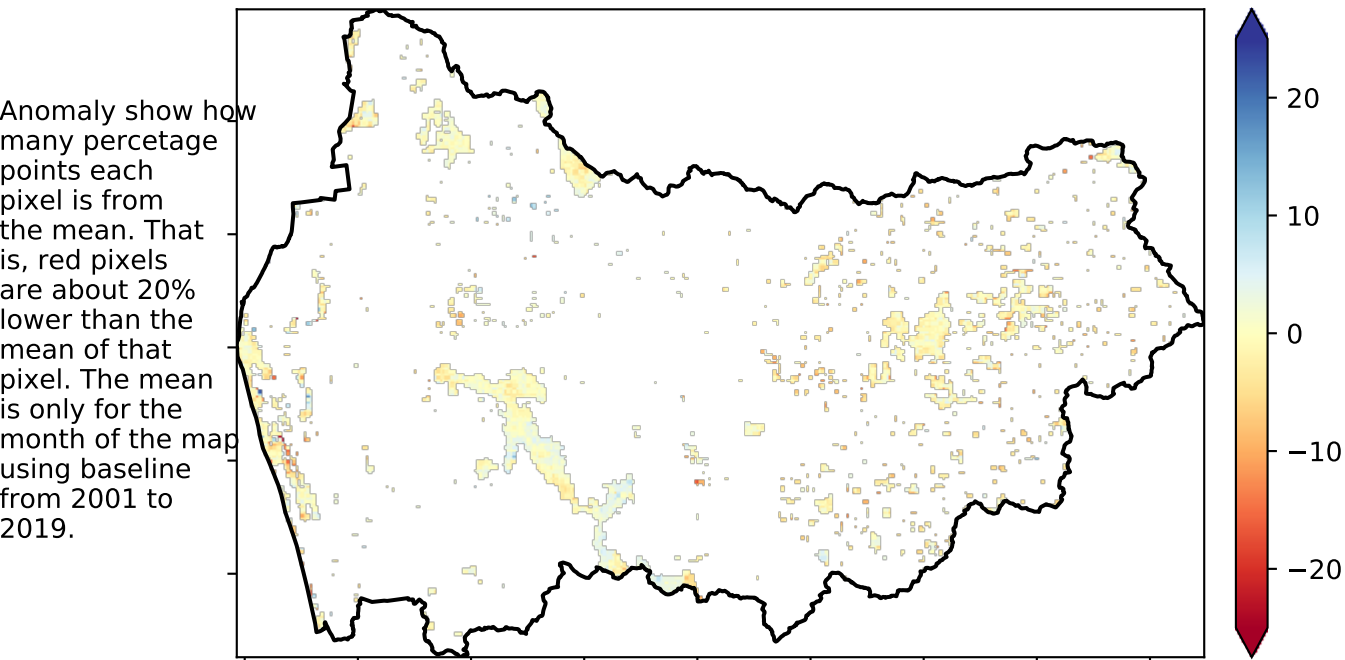 Anomaly show how
many percetage
points each
pixel is from
the mean. That
is, red pixels
are about 20%
lower than the
mean of that
pixel. The mean
is only for the
month of the map
using baseline
from 2001 to
2019.
20
10
0
−10
−20